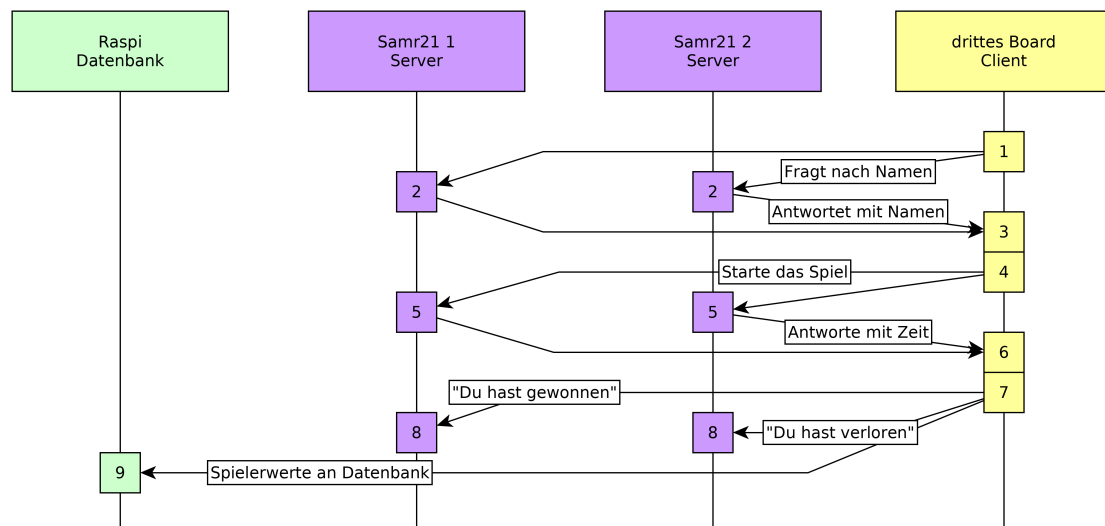 Raspi
Datenbank
Samr21 1
Server
Samr21 2
Server
drittes Board
Client
1
Fragt nach Namen
2
2
Antwortet mit Namen
3
Starte das Spiel
4
5
5
Antworte mit Zeit
6
"Du hast gewonnen"
7
8
8
"Du hast verloren"
9
Spielerwerte an Datenbank